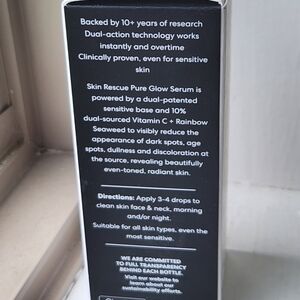 Backed by 10+ years of research
Dual-action technology works
instantly and overtime
Clinically proven, even for sensitive
skin
Skin Rescue Pure Glow Serum is
powered by a dual-patented
sensitive base and 10%
dual-sourced Vitamin C + Rainbow
Seaweed to visibly reduce the
appearance of dark spots, age
spots, dullness and discoloration at
the source, revealing beautifully
even-toned, radiant skin.
Directions: Apply 3-4 drops to
clean skin face & neck, morning
and/or night.
Suitable for all skin types, even the
most sensitive.
WE ARE COMMITTED
TO FULL TRANSPARENCY
BEHIND EACH BOTTLE.
Visit our website to
learn about our
sustainability efforts.